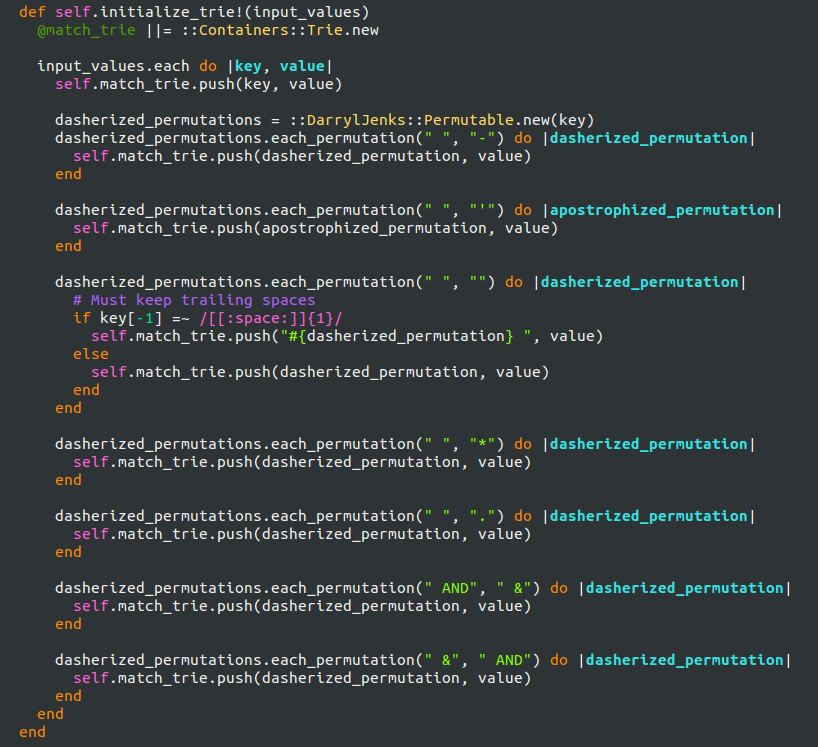 def self.initialize_trie!(input_values)
  @match_trie ||= ::Containers::Trie.new

  input_values.each do |key, value|
    self.match_trie.push(key, value)

    dasherized_permutations = ::DarrylJenks::Permutable.new(key)
    dasherized_permutations.each_permutation(" ", "-") do |dasherized_permutation|
      self.match_trie.push(dasherized_permutation, value)
    end

    dasherized_permutations.each_permutation(" ", "'") do |apostrophized_permutation|
      self.match_trie.push(apostrophized_permutation, value)
    end

    dasherized_permutations.each_permutation(" ", "") do |dasherized_permutation|
      # Must keep trailing spaces
      if key[-1] =~ /[[:space:]]{1}/
        self.match_trie.push("#{dasherized_permutation} ", value)
      else
        self.match_trie.push(dasherized_permutation, value)
      end
    end

    dasherized_permutations.each_permutation(" ", "*") do |dasherized_permutation|
      self.match_trie.push(dasherized_permutation, value)
    end

    dasherized_permutations.each_permutation(" ", ".") do |dasherized_permutation|
      self.match_trie.push(dasherized_permutation, value)
    end

    dasherized_permutations.each_permutation(" AND", " &") do |dasherized_permutation|
      self.match_trie.push(dasherized_permutation, value)
    end

    dasherized_permutations.each_permutation(" &", " AND") do |dasherized_permutation|
      self.match_trie.push(dasherized_permutation, value)
    end
  end
end